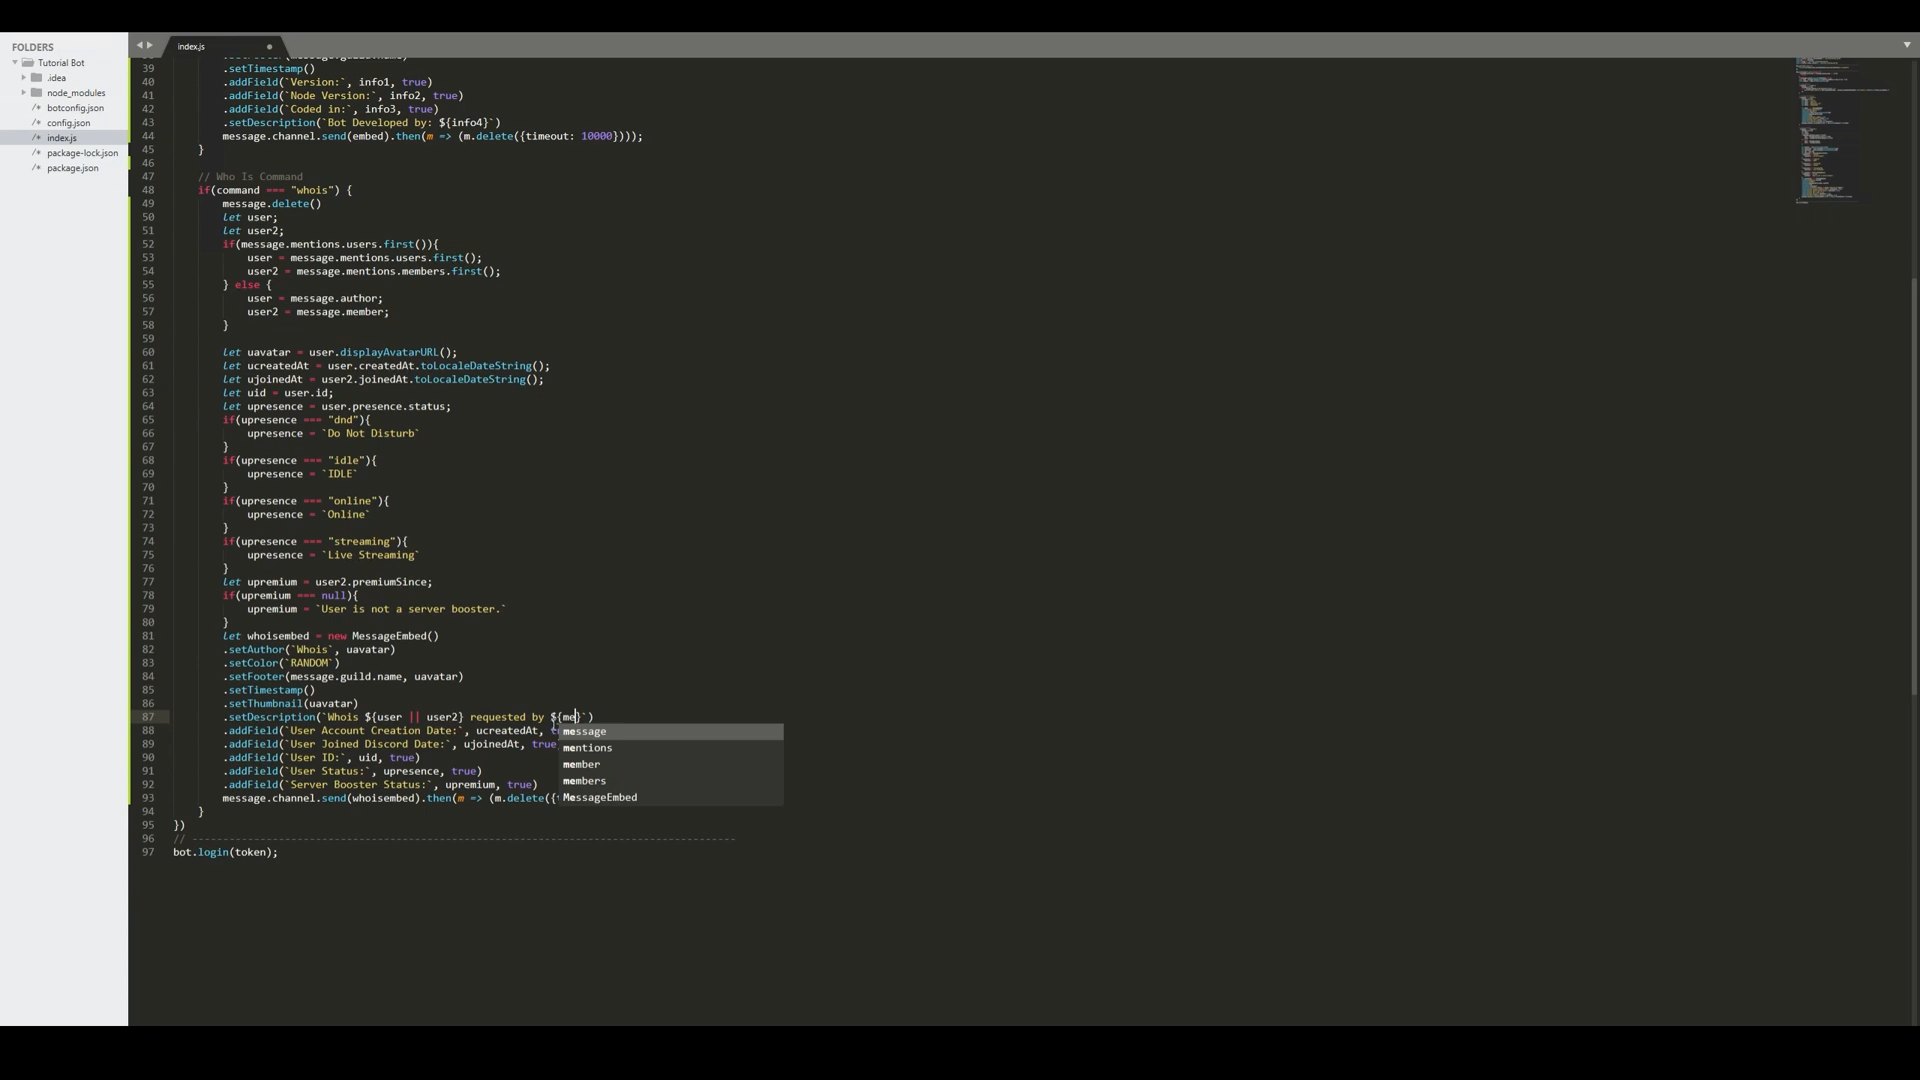 FOLDERS
Tutorial Bot
.idea
node_modules
/* botconfig.json
/* config.json
/* index.js
/* package-lock.json
/* package.json
index.js
39 .setTimestamp()
40 .addField(`Version:`, info1, true)
41 .addField(`Node Version:`, info2, true)
42 .addField(`Coded in:`, info3, true)
43 .setDescription(`Bot Developed by: ${info4}`)
44 message.channel.send(embed).then(m => (m.delete({timeout: 10000})));
45 }
46
47 // Who Is Command
48 if(command === "whois") {
49 message.delete()
50 let user;
51 let user2;
52 if(message.mentions.users.first()){
53 user = message.mentions.users.first();
54 user2 = message.mentions.members.first();
55 } else {
56 user = message.author;
57 user2 = message.member;
58 }
59
60 let uavatar = user.displayAvatarURL();
61 let ucreatedAt = user.createdAt.toLocaleDateString();
62 let ujoinedAt = user2.joinedAt.toLocaleDateString();
63 let uid = user.id;
64 let upresence = user.presence.status;
65 if(upresence === "dnd"){
66 upresence = `Do Not Disturb`
67 }
68 if(upresence === "idle"){
69 upresence = `IDLE`
70 }
71 if(upresence === "online"){
72 upresence = `Online`
73 }
74 if(upresence === "streaming"){
75 upresence = `Live Streaming`
76 }
77 let upremium = user2.premiumSince;
78 if(upremium === null){
79 upremium = `User is not a server booster.`
80 }
81 let whoisembed = new MessageEmbed()
82 .setAuthor(`Whois`, uavatar)
83 .setColor(`RANDOM`)
84 .setFooter(message.guild.name, uavatar)
85 .setTimestamp()
86 .setThumbnail(uavatar)
87 .setDescription(`Whois ${user || user2} requested by ${me}`)
88 .addField(`User Account Creation Date:`, ucreatedAt, message
89 .addField(`User Joined Discord Date:`, ujoinedAt, true mentions
90 .addField(`User ID:`, uid, true) member
91 .addField(`User Status:`, upresence, true) members
92 .addField(`Server Booster Status:`, upremium, true) MessageEmbed
93 message.channel.send(whoisembed).then(m => (m.delete({
94 }
95 })
96 // ----------------------------------------------------------------------------------------
97 bot.login(token);